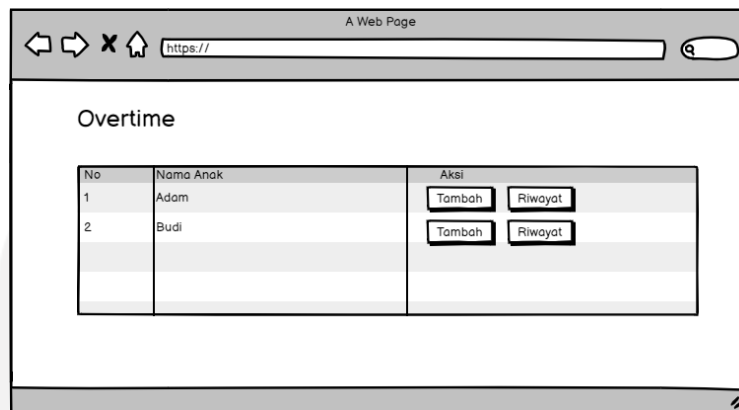 A Web Page
https://
Overtime
No Nama Anak Aksi
1 Adam Tambah Riwayat
2 Budi Tambah Riwayat